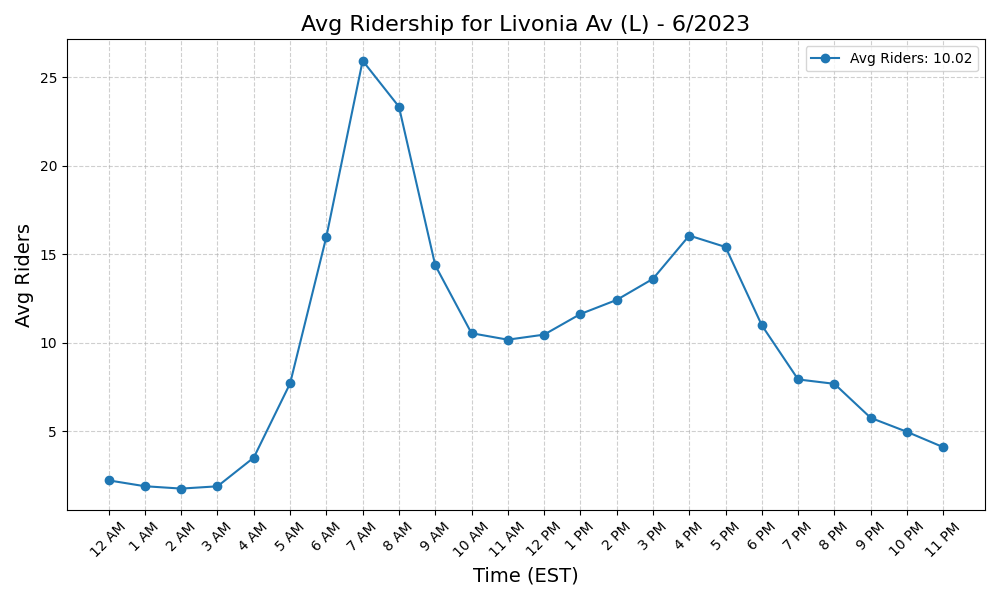 Avg Ridership for Livonia Av (L) - 6/2023
Avg Riders: 10.02
Avg Riders
25
20
15
10
5
12 AM
1 AM
2 AM
3 AM
4 AM
5 AM
6 AM
7 AM
8 AM
9 AM
10 AM
11 AM
12 PM
1 PM
2 PM
3 PM
4 PM
5 PM
6 PM
7 PM
8 PM
9 PM
10 PM
11 PM
Time (EST)